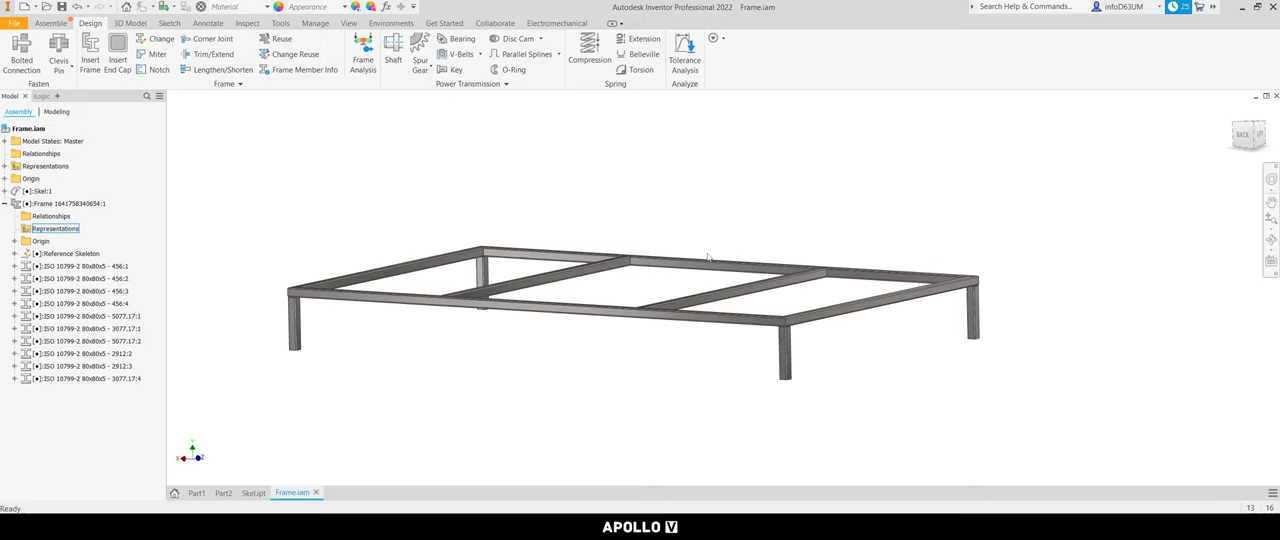 Autodesk Inventor Professional 2022 Frame.iam
Search Help & Commands...
infoD63UM
25
Material
Appearance
File Assemble Design 3D Model Sketch Annotate Inspect Tools Manage View Environments Get Started Collaborate Electromechanical
Bolted Connection
Clevis Pin
Fasten
Insert Frame
Insert End Cap
Change
Miter
Notch
Corner Joint
Trim/Extend
Lengthen/Shorten
Reuse
Change Reuse
Frame Member Info
Frame
Frame Analysis
Shaft
Spur Gear
Bearing
V-Belts
Key
Disc Cam
Parallel Splines
O-Ring
Power Transmission
Compression
Extension
Belleville
Torsion
Spring
Tolerance Analysis
Analyze
Model
iLogic
Assembly Modeling
Frame.iam
Model States: Master
Relationships
Representations
Origin
[●]:Skel:1
[●]:Frame 1641758340654:1
Relationships
Representations
Origin
[●]:Reference Skeleton
[●]:ISO 10799-2 80x80x5 - 456:1
[●]:ISO 10799-2 80x80x5 - 456:2
[●]:ISO 10799-2 80x80x5 - 456:3
[●]:ISO 10799-2 80x80x5 - 456:4
[●]:ISO 10799-2 80x80x5 - 5077.17:1
[●]:ISO 10799-2 80x80x5 - 3077.17:1
[●]:ISO 10799-2 80x80x5 - 5077.17:2
[●]:ISO 10799-2 80x80x5 - 2912:2
[●]:ISO 10799-2 80x80x5 - 2912:3
[●]:ISO 10799-2 80x80x5 - 3077.17:4
BACK
X Y Z
Part1 Part2 Skel.ipt Frame.iam
Ready
13 16
APOLLO V